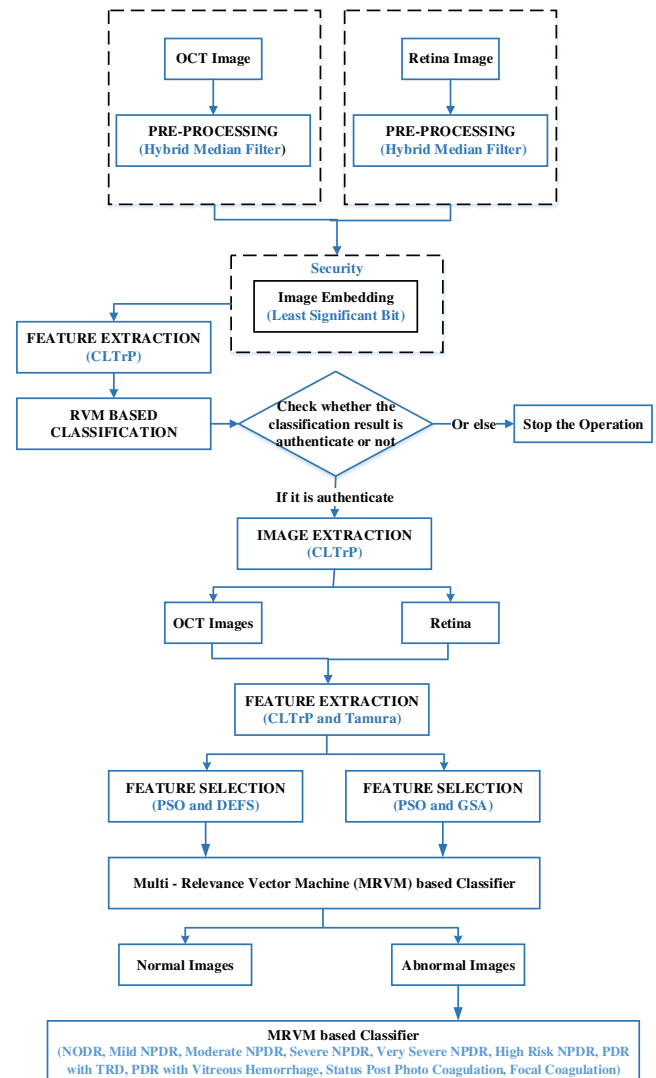 OCT Image
Retina Image
PRE-PROCESSING
(Hybrid Median Filter)
PRE-PROCESSING
(Hybrid Median Filter)
Security
Image Embedding
(Least Significant Bit)
FEATURE EXTRACTION
(CLTrP)
RVM BASED
CLASSIFICATION
Check whether the
classification result is
authenticate or not
Or else
Stop the Operation
If it is authenticate
IMAGE EXTRACTION
(CLTrP)
OCT Images
Retina
FEATURE EXTRACTION
(CLTrP and Tamura)
FEATURE SELECTION
(PSO and DEFS)
FEATURE SELECTION
(PSO and GSA)
Multi - Relevance Vector Machine (MRVM) based Classifier
Normal Images
Abnormal Images
MRVM based Classifier
(NODR, Mild NPDR, Moderate NPDR, Severe NPDR, Very Severe NPDR, High Risk NPDR, PDR
with TRD, PDR with Vitreous Hemorrhage, Status Post Photo Coagulation, Focal Coagulation)